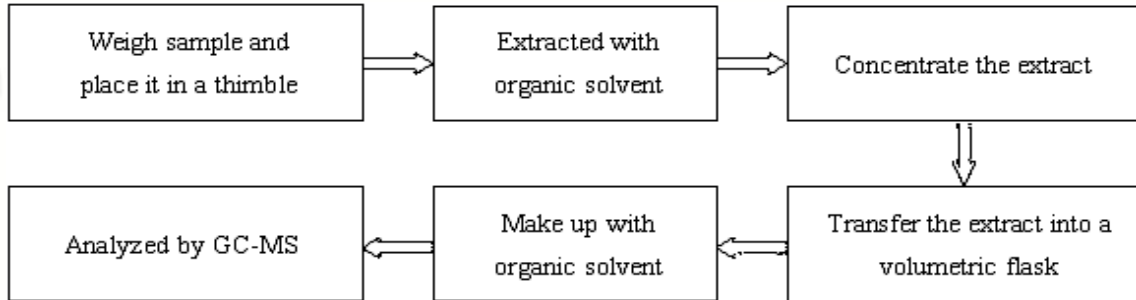 Weigh sample and
place it in a thimble
Extracted with
organic solvent
Concentrate the extract
Transfer the extract into a
volumetric flask
Make up with
organic solvent
Analyzed by GC-MS